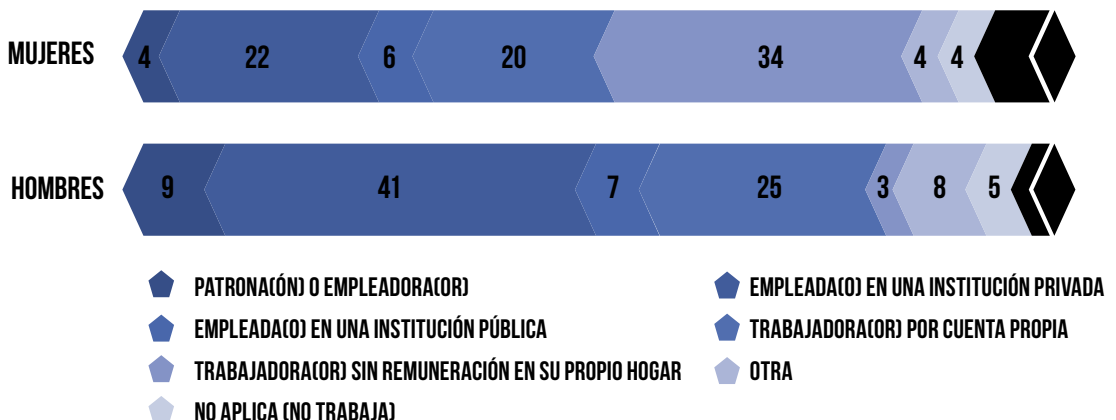 MUJERES 4 22 6 20 34 4 4
HOMBRES 9 41 7 25 3 8 5
PATRONA(ÓN) O EMPLEADORA(OR) EMPLEADA(O) EN UNA INSTITUCIÓN PRIVADA
EMPLEADA(O) EN UNA INSTITUCIÓN PÚBLICA TRABAJADORA(OR) POR CUENTA PROPIA
TRABAJADORA(OR) SIN REMUNERACIÓN EN SU PROPIO HOGAR OTRA
NO APLICA (NO TRABAJA)